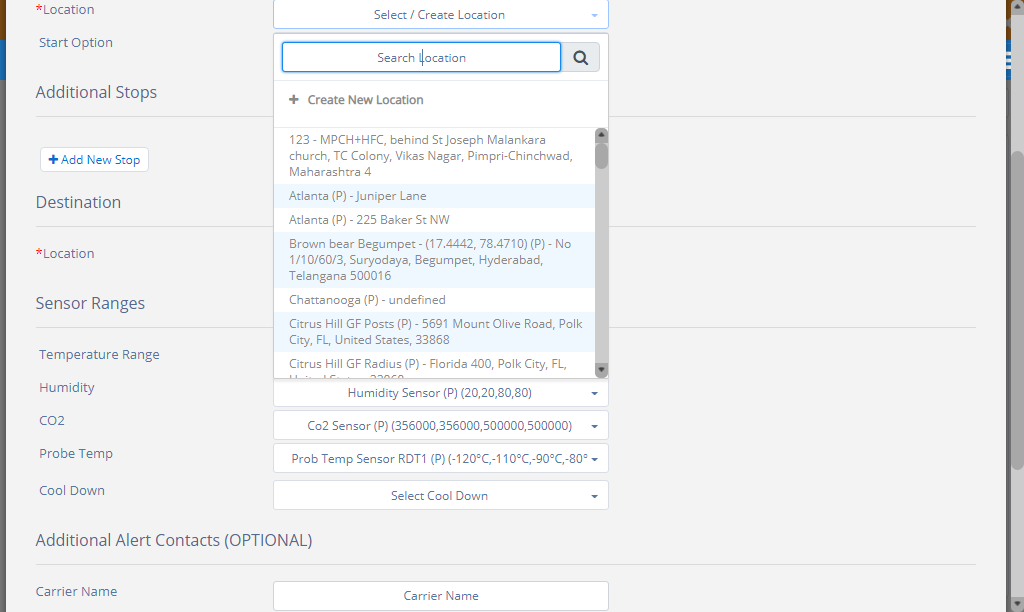 *Location
Select / Create Location
Start Option
Search Location
Additional Stops
+ Create New Location
123 - MPCH+HFC, behind St Joseph Malankara
church, TC Colony, Vikas Nagar, Pimpri-Chinchwad,
Maharashtra 4
+ Add New Stop
Atlanta (P) - Juniper Lane
Destination
Atlanta (P) - 225 Baker St NW
*Location
Brown bear Begumpet - (17.4442, 78.4710) (P) - No
1/10/60/3, Suryodaya, Begumpet, Hyderabad,
Telangana 500016
Sensor Ranges
Chattanooga (P) - undefined
Citrus Hill GF Posts (P) - 5691 Mount Olive Road, Polk
City, FL, United States, 33868
Temperature Range
Citrus Hill GF Radius (P) - Florida 400, Polk City, FL,
United States, 33868
Humidity
Humidity Sensor (P) (20,20,80,80)
CO2
Co2 Sensor (P) (356000,356000,500000,500000)
Probe Temp
Prob Temp Sensor RDT1 (P) (-120°C,-110°C,-90°C,-80°
Cool Down
Select Cool Down
Additional Alert Contacts (OPTIONAL)
Carrier Name
Carrier Name